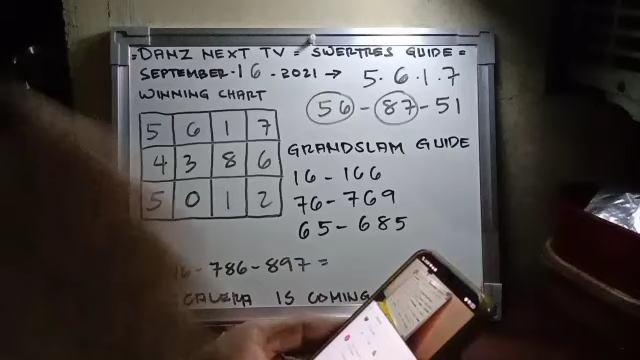 = DANZ NEXT TV = SWERTRES GUIDE =
SEPTEMBER - 16 - 2021 → 5 . 6 . 1 . 7
WINNING CHART
56 - 87 - 51
5 6 1 7
4 3 8 6
5 0 1 2
GRANDSLAM GUIDE
16 - 166
76 - 769
65 - 685
16 - 786 - 897 =
CALERA IS COMING